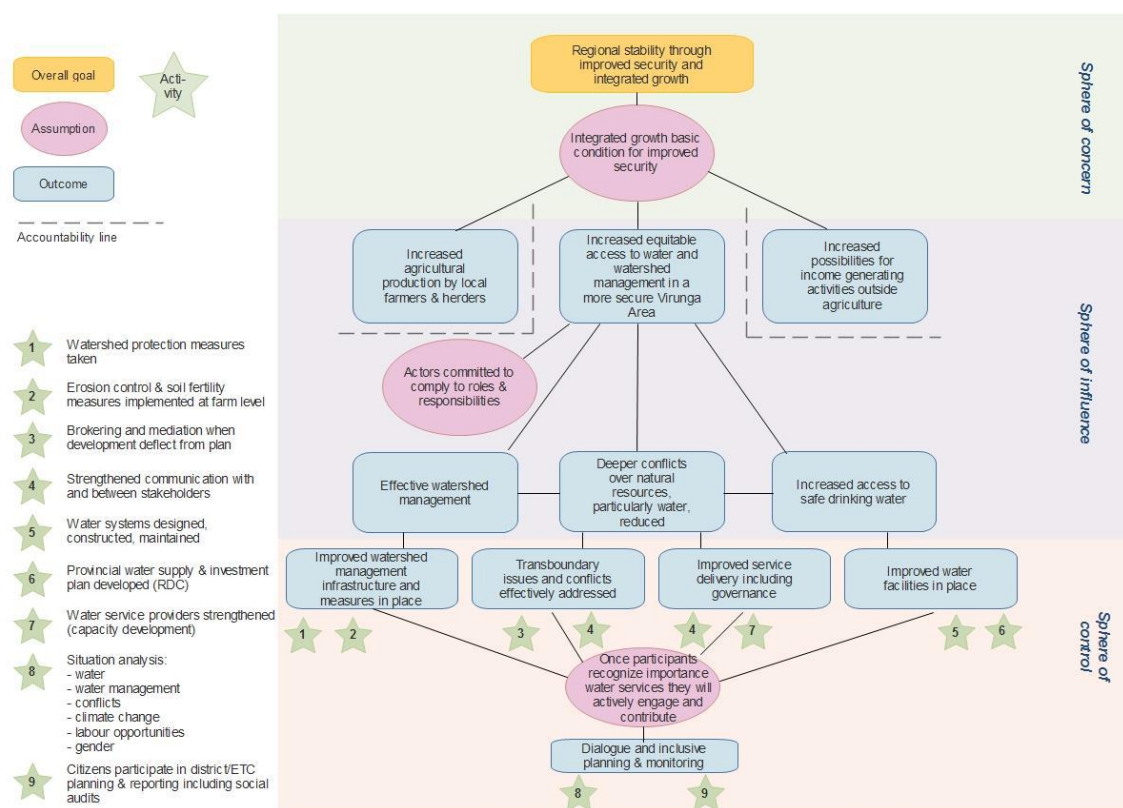 Overall goal
Acti-
vity
Assumption
Outcome
Accountability line
1
Watershed protection measures
taken
2
Erosion control & soil fertility
measures implemented at farm level
3
Brokering and mediation when
development deflect from plan
4
Strengthened communication with
and between stakeholders
5
Water systems designed,
constructed, maintained
6
Provincial water supply & investment
plan developed (RDC)
7
Water service providers strengthened
(capacity development)
8
Situation analysis:
- water
- water management
- conflicts
- climate change
- labour opportunities
- gender
9
Citizens participate in district/ETC
planning & reporting including social
audits
Regional stability through
improved security and
integrated growth
Integrated growth basic
condition for improved
security
Sphere of concern
Increased
agricultural
production by local
farmers & herders
Increased equitable
access to water and
watershed
management in a
more secure Virunga
Area
Increased
possibilities for
income generating
activities outside
agriculture
Actors committed to
comply to roles &
responsibilities
Effective watershed
management
Deeper conflicts
over natural
resources,
particularly water,
reduced
Increased access to
safe drinking water
Sphere of influence
Improved watershed
management
infrastructure and
measures in place
Transboundary
issues and conflicts
effectively addressed
Improved service
delivery including
governance
Improved water
facilities in place
1
2
3
4
4
7
5
6
Once participants
recognize importance
water services they will
actively engage and
contribute
Dialogue and inclusive
planning & monitoring
8
9
Sphere of
control